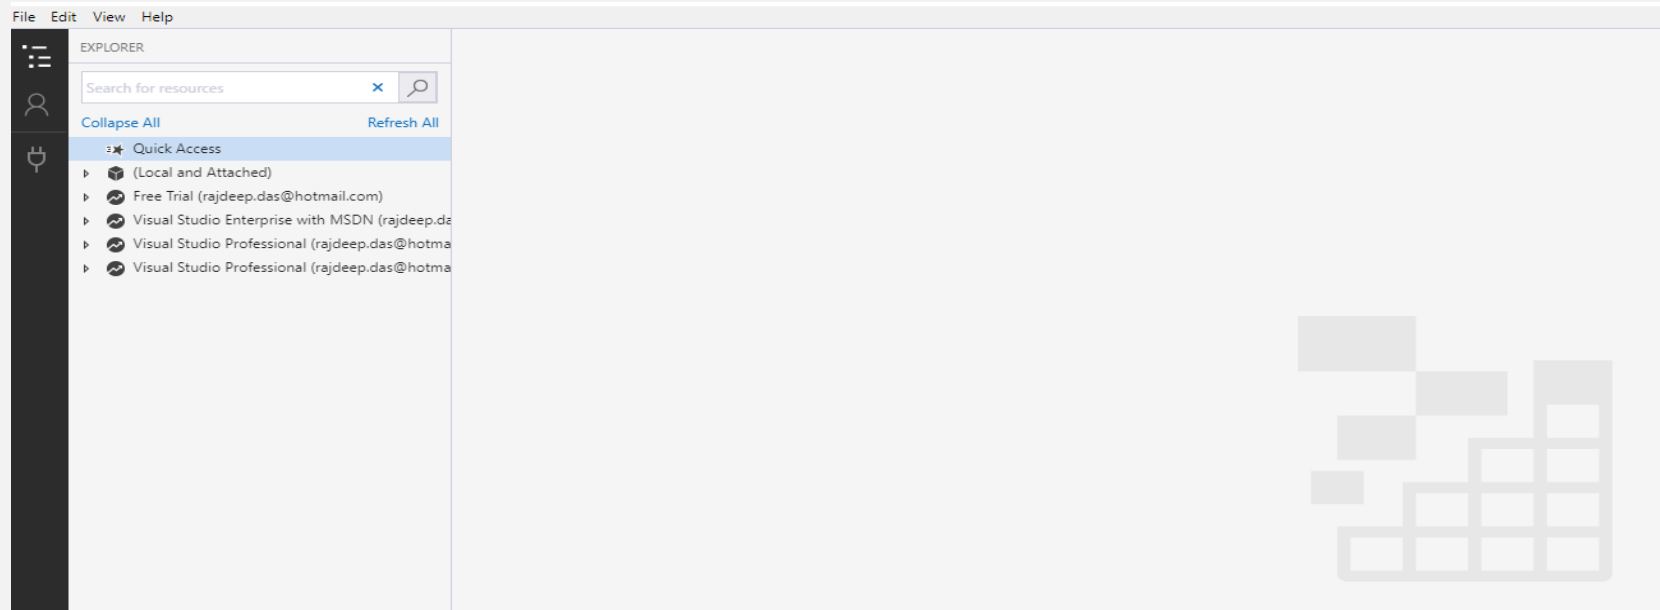 File Edit View Help
EXPLORER
Search for resources
Collapse All Refresh All
Quick Access
(Local and Attached)
Free Trial (rajdeep.das@hotmail.com)
Visual Studio Enterprise with MSDN (rajdeep.da
Visual Studio Professional (rajdeep.das@hotma
Visual Studio Professional (rajdeep.das@hotma